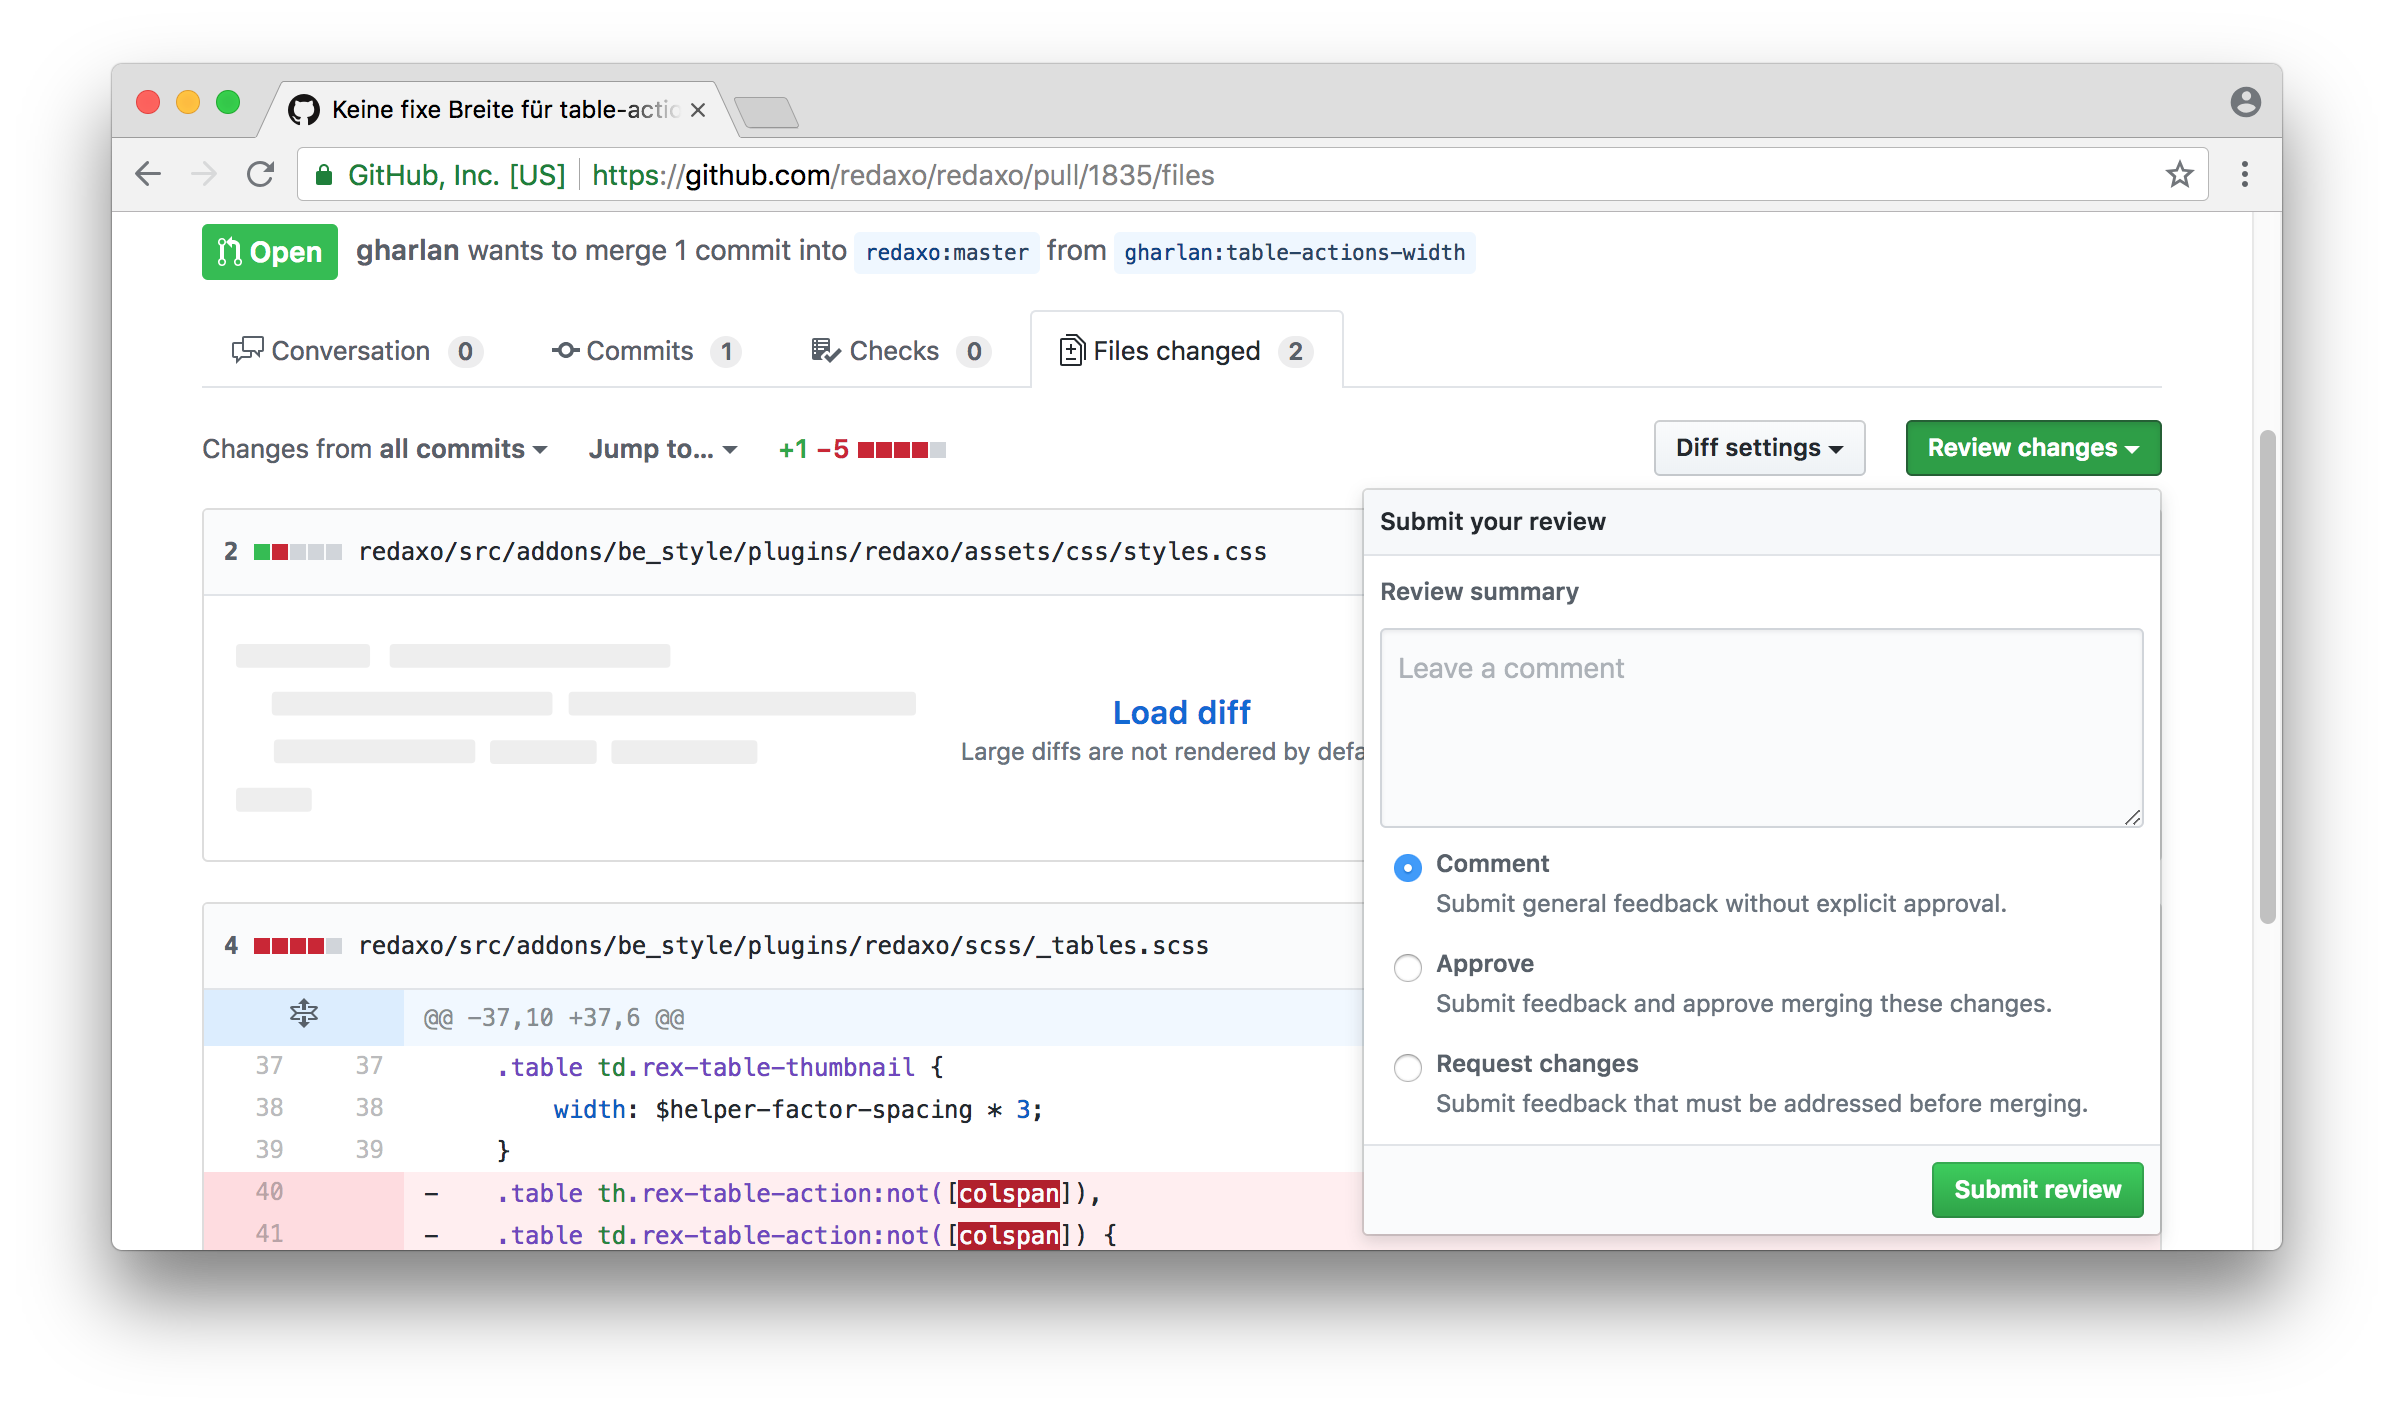 Keine fixe Breite für table-actio
GitHub, Inc. [US] https://github.com/redaxo/redaxo/pull/1835/files
Open gharlan wants to merge 1 commit into redaxo:master from gharlan:table-actions-width
Conversation 0 Commits 1 Checks 0 Files changed 2
Changes from all commits Jump to... +1 −5 Diff settings Review changes
2 redaxo/src/addons/be_style/plugins/redaxo/assets/css/styles.css
Load diff
Large diffs are not rendered by defa
4 redaxo/src/addons/be_style/plugins/redaxo/scss/_tables.scss
@@ −37,10 +37,6 @@
37 37 .table td.rex-table-thumbnail {
38 38 width: $helper-factor-spacing * 3;
39 39 }
40 - .table th.rex-table-action:not([colspan]),
41 - .table td.rex-table-action:not([colspan]) {
Submit your review
Review summary
Leave a comment
Comment
Submit general feedback without explicit approval.
Approve
Submit feedback and approve merging these changes.
Request changes
Submit feedback that must be addressed before merging.
Submit review